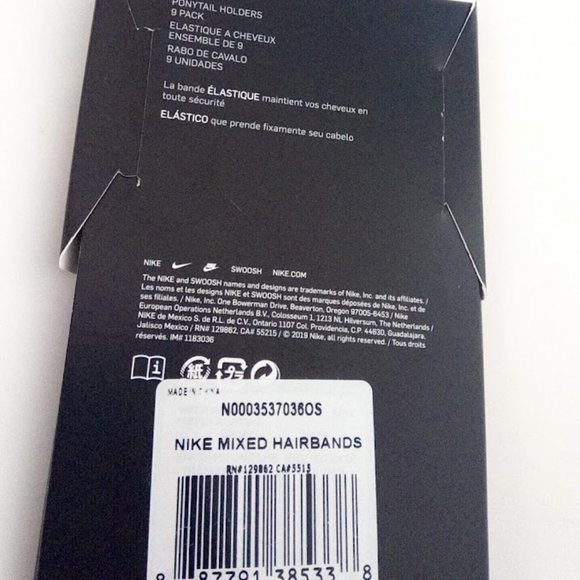 PONYTAIL HOLDERS
9 PACK
ELASTIQUE A CHEVEUX
ENSEMBLE DE 9
RABO DE CAVALO
9 UNIDADES
La bande ÉLASTIQUE maintient vos cheveux en
toute sécurité
ELÁSTICO que prende fixamente seu cabelo
NIKE SWOOSH NIKE.COM
The NIKE and SWOOSH names and designs are trademarks of Nike, Inc. and its affiliates. /
Les noms et les designs NIKE et SWOOSH sont des marques déposées de Nike, Inc. et de
ses filiales. / Nike, Inc. One Bowerman Drive, Beaverton, Oregon 97005-6453 / Nike
European Operations Netherlands B.V., Colosseum 1, 1213 NL Hilversum, The Netherlands /
NIKE de Mexico S. de R.L. de C.V., Ontario 1107 Col. Providencia, C.P. 44630, Guadalajara,
Jalisco Mexico / RN# 129862, CA# 55215 / © 2019 Nike, all rights reserved. / Tous droits
réservés. IM# 1183036
紙
MADE IN CHINA
N0003537036OS
NIKE MIXED HAIRBANDS
RN#129862 CA#5515
87791 38533 8